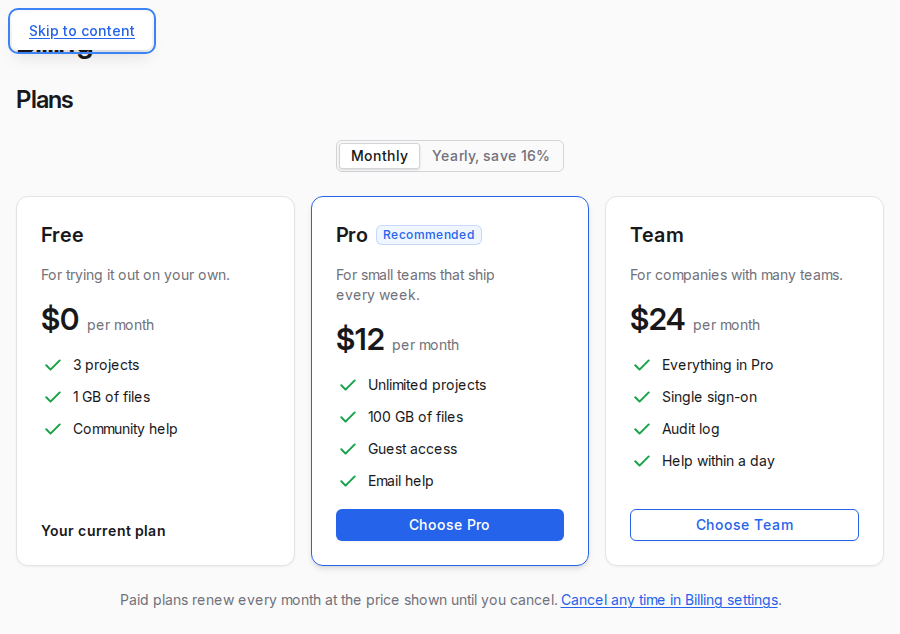 Skip to content
Plans
Monthly
Yearly, save 16%
Free
For trying it out on your own.
$0 per month
3 projects
1 GB of files
Community help
Your current plan
Pro
Recommended
For small teams that ship
every week.
$12 per month
Unlimited projects
100 GB of files
Guest access
Email help
Choose Pro
Team
For companies with many teams.
$24 per month
Everything in Pro
Single sign-on
Audit log
Help within a day
Choose Team
Paid plans renew every month at the price shown until you cancel. Cancel any time in Billing settings.